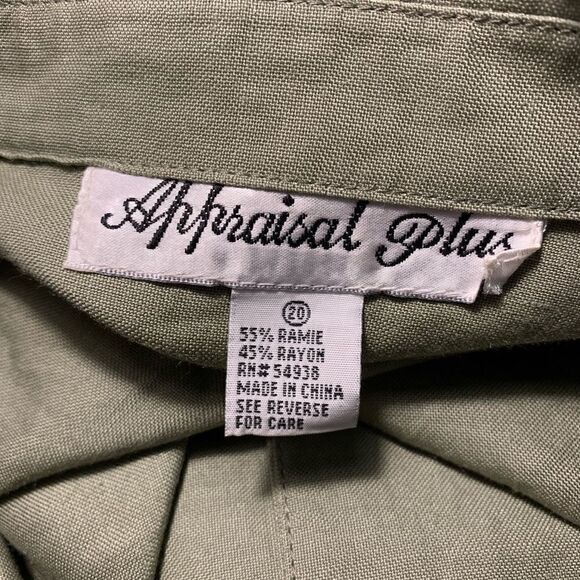 Appraisal Plus
20
55% RAMIE
45% RAYON
RN# 54938
MADE IN CHINA
SEE REVERSE
FOR CARE